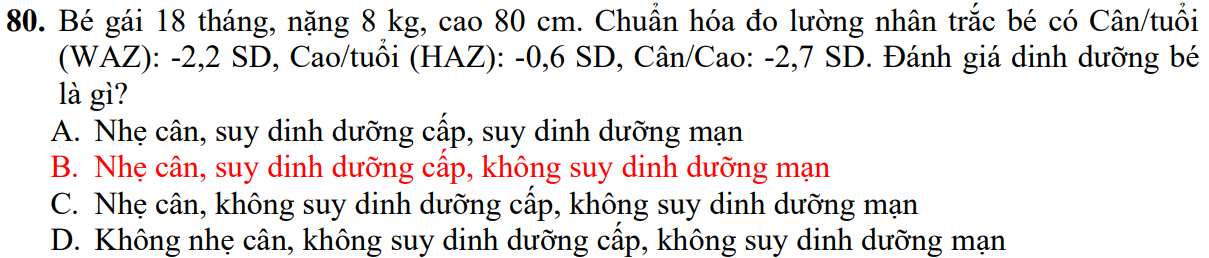 80. Bé gái 18 tháng, nặng 8 kg, cao 80 cm. Chuẩn hóa đo lường nhân trắc bé có Cân/tuổi
(WAZ): -2,2 SD, Cao/tuổi (HAZ): -0,6 SD, Cân/Cao: -2,7 SD. Đánh giá dinh dưỡng bé
là gì?
A. Nhẹ cân, suy dinh dưỡng cấp, suy dinh dưỡng mạn
B. Nhẹ cân, suy dinh dưỡng cấp, không suy dinh dưỡng mạn
C. Nhẹ cân, không suy dinh dưỡng cấp, không suy dinh dưỡng mạn
D. Không nhẹ cân, không suy dinh dưỡng cấp, không suy dinh dưỡng mạn